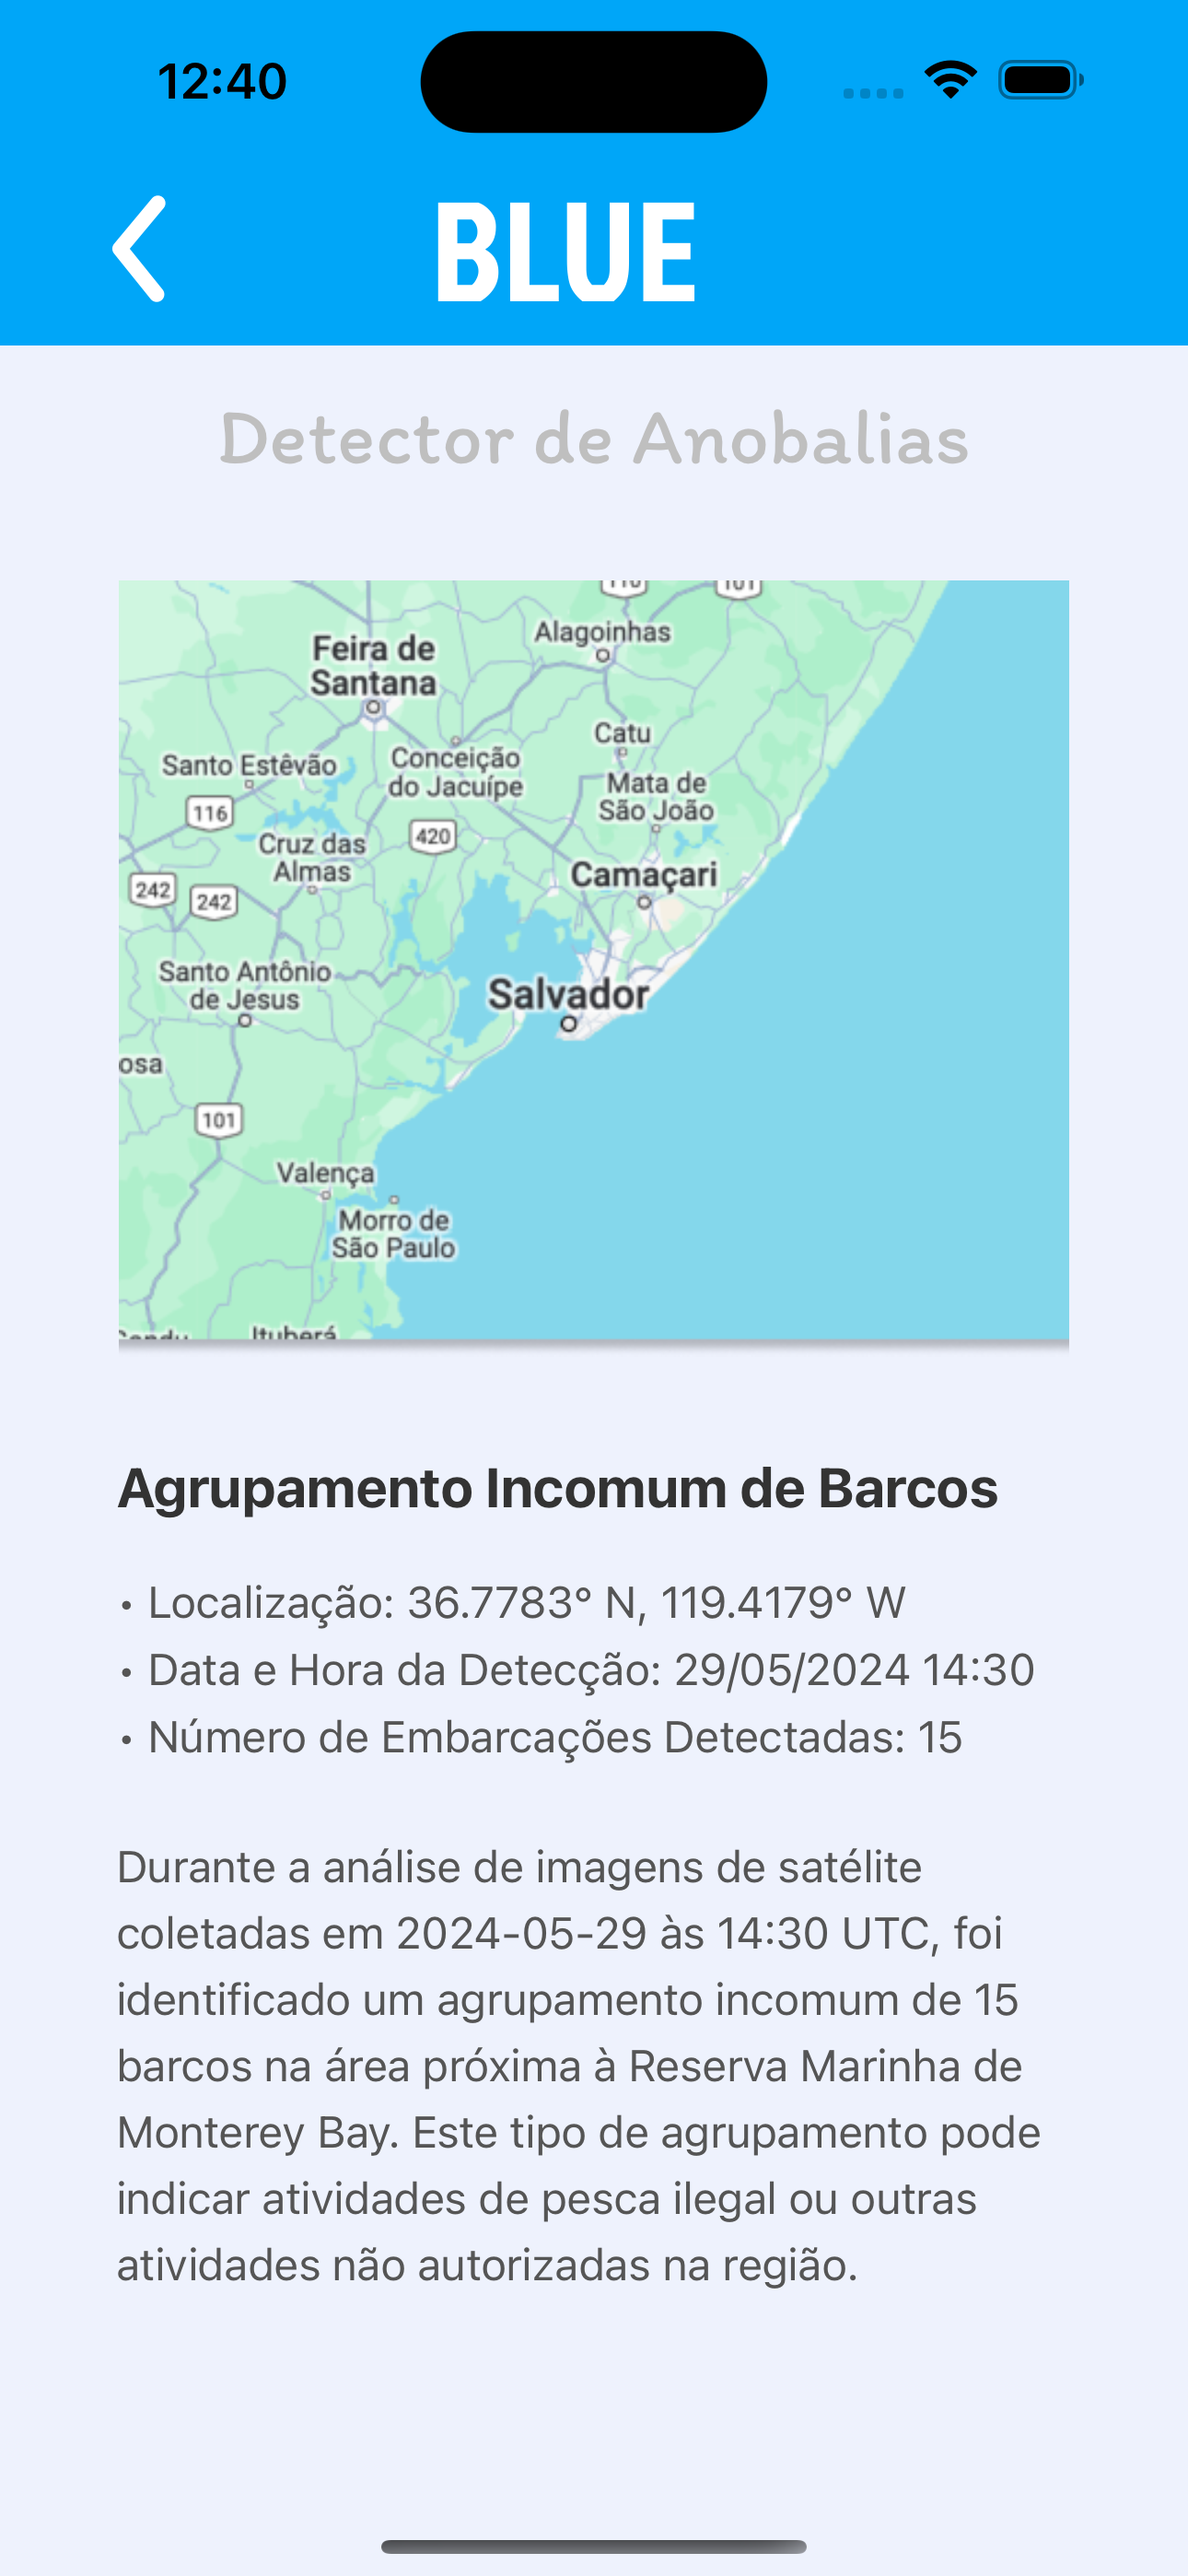 12:40
BLUE
Detector de Anobalias
110
101
Alagoinhas
Feira de
Santana
Catu
Santo Estêvão
Conceição
do Jacuípe
Mata de
São João
116
420
Cruz das
Almas
Camaçari
242
242
Santo Antônio
de Jesus
Salvador
osa
101
Valença
Morro de
São Paulo
Ituberá
Agrupamento Incomum de Barcos
• Localização: 36.7783° N, 119.4179° W
• Data e Hora da Detecção: 29/05/2024 14:30
• Número de Embarcações Detectadas: 15
Durante a análise de imagens de satélite
coletadas em 2024-05-29 às 14:30 UTC, foi
identificado um agrupamento incomum de 15
barcos na área próxima à Reserva Marinha de
Monterey Bay. Este tipo de agrupamento pode
indicar atividades de pesca ilegal ou outras
atividades não autorizadas na região.